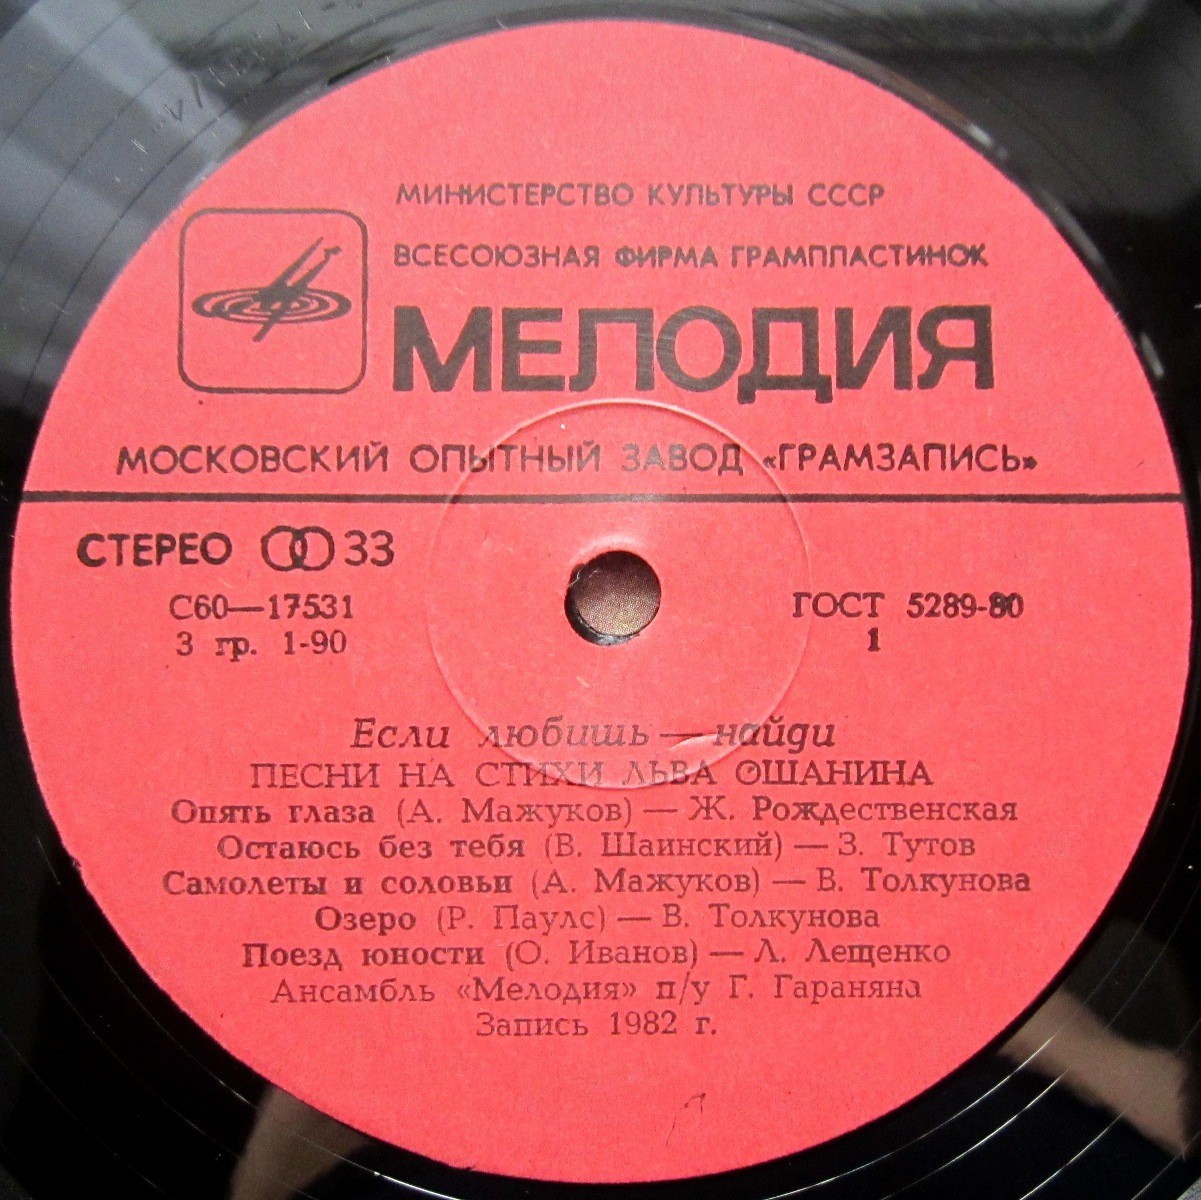 МИНИСТЕРСТВО КУЛЬТУРЫ СССР
ВСЕСОЮЗНАЯ ФИРМА ГРАМПЛАСТИНОК
МЕЛОДИЯ
МОСКОВСКИЙ ОПЫТНЫЙ ЗАВОД «ГРАМЗАПИСЬ»
СТЕРЕО 33
С60—17531
ГОСТ 5289-80
3 гр. 1-90
1
Если любишь — найди
ПЕСНИ НА СТИХИ ЛЬВА ОШАНИНА
Опять глаза (А. Мажуков) — Ж. Рождественская
Остаюсь без тебя (В. Шаинский) — З. Тутов
Самолеты и соловьи (А. Мажуков) — В. Толкунова
Озеро (Р. Паулс) — В. Толкунова
Поезд юности (О. Иванов) — Л. Лещенко
Ансамбль «Мелодия» п/у Г. Гараняна
Запись 1982 г.